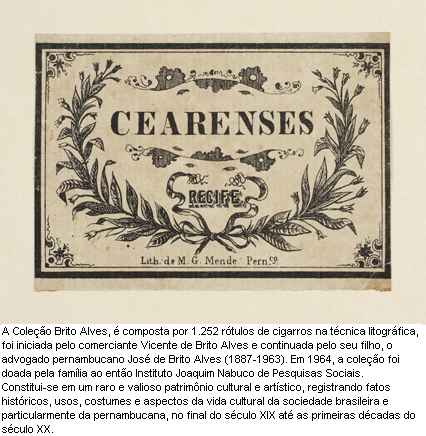 CEARENSES
RECIFE
Lith. de M. G. Mende. Pern.co.
A Coleção Brito Alves, é composta por 1.252 rótulos de cigarros na técnica litográfica,
foi iniciada pelo comerciante Vicente de Brito Alves e continuada pelo seu filho, o
advogado pernambucano José de Brito Alves (1887-1963). Em 1964, a coleção foi
doada pela família ao então Instituto Joaquim Nabuco de Pesquisas Sociais.
Constitui-se em um raro e valioso patrimônio cultural e artístico, registrando fatos
históricos, usos, costumes e aspectos da vida cultural da sociedade brasileira e
particularmente da pernambucana, no final do século XIX até as primeiras décadas do
século XX.